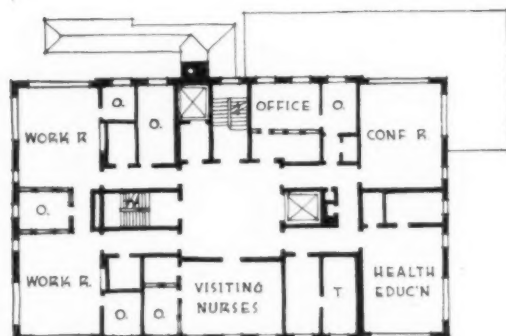 O.
OFFICE
O.
O.
WORK R
CONF R.
O.
WORK R.
VISITING
NURSES
HEALTH
EDUC'N
T.
O.
O.